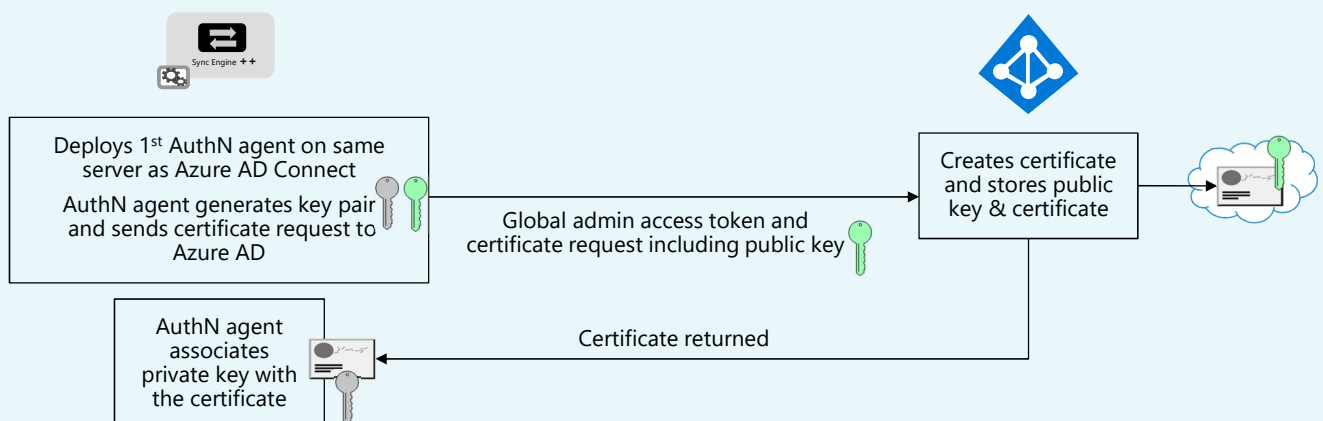 Sync Engine ++
Deploys 1st AuthN agent on same
server as Azure AD Connect
AuthN agent generates key pair
and sends certificate request to
Azure AD
Global admin access token and
certificate request including public key
Creates certificate
and stores public
key & certificate
Certificate returned
AuthN agent
associates
private key with
the certificate